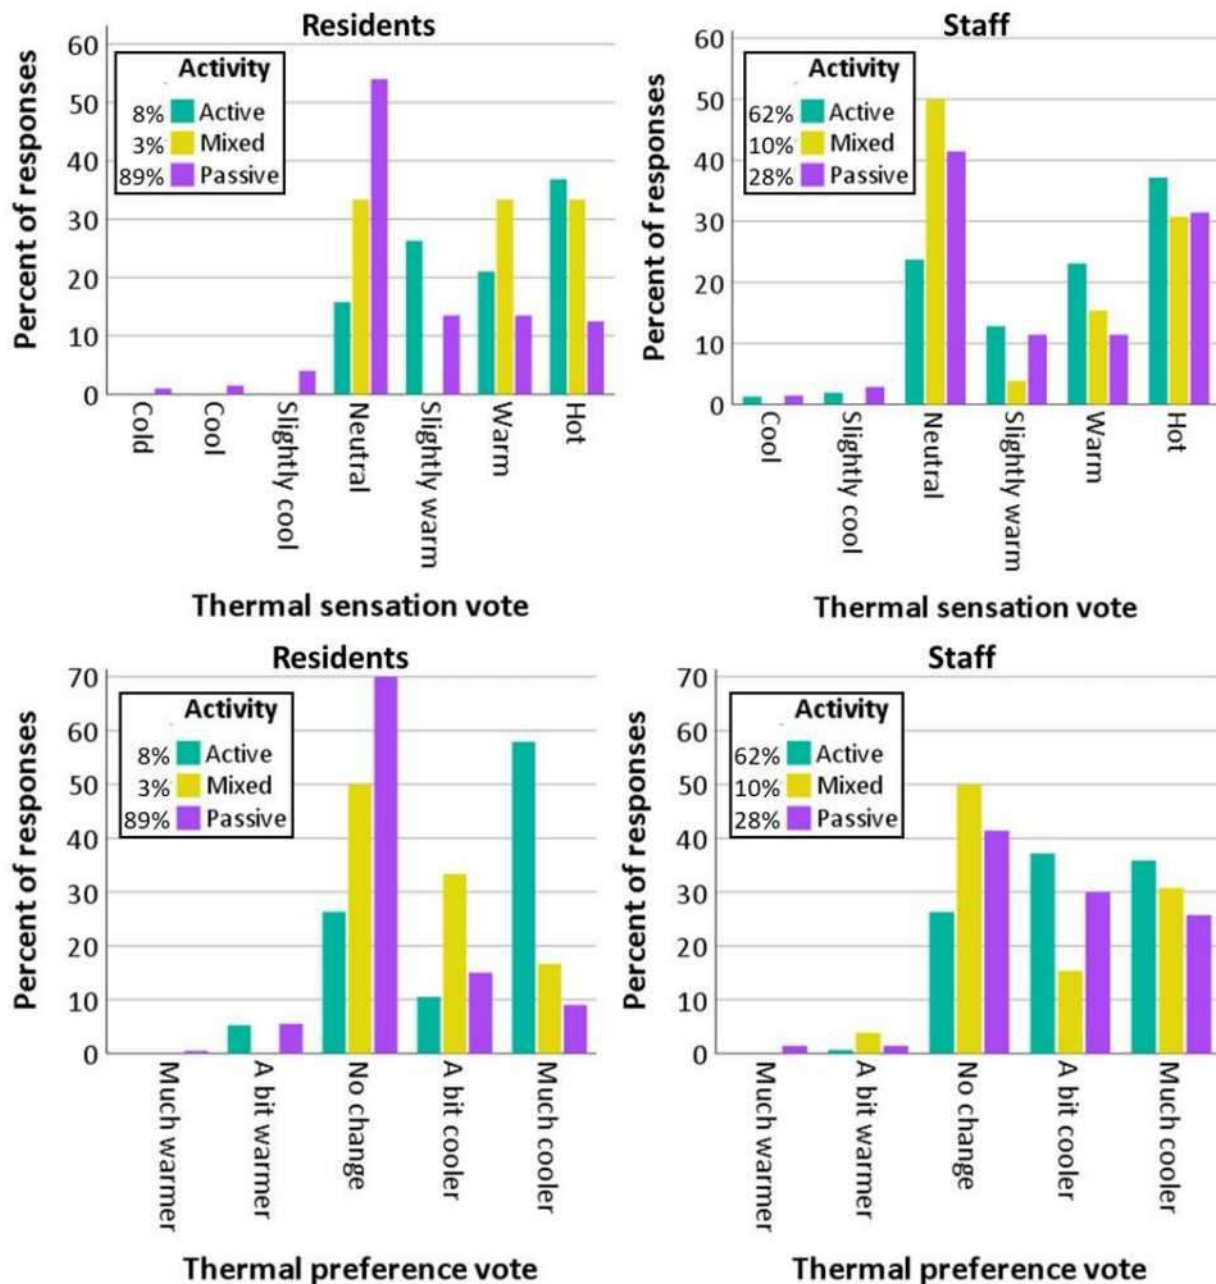 Residents
Percent of responses
60
50
40
30
20
10
0
Activity
8% Active
3% Mixed
89% Passive
Cold
Cool
Slightly cool
Neutral
Slightly warm
Warm
Hot
Thermal sensation vote
Staff
Percent of responses
60
50
40
30
20
10
0
Activity
62% Active
10% Mixed
28% Passive
Cool
Slightly cool
Neutral
Slightly warm
Warm
Hot
Thermal sensation vote
Residents
Percent of responses
70
60
50
40
30
20
10
0
Activity
8% Active
3% Mixed
89% Passive
Much warmer
A bit warmer
No change
A bit cooler
Much cooler
Thermal preference vote
Staff
Percent of responses
70
60
50
40
30
20
10
0
Activity
62% Active
10% Mixed
28% Passive
Much warmer
A bit warmer
No change
A bit cooler
Much cooler
Thermal preference vote